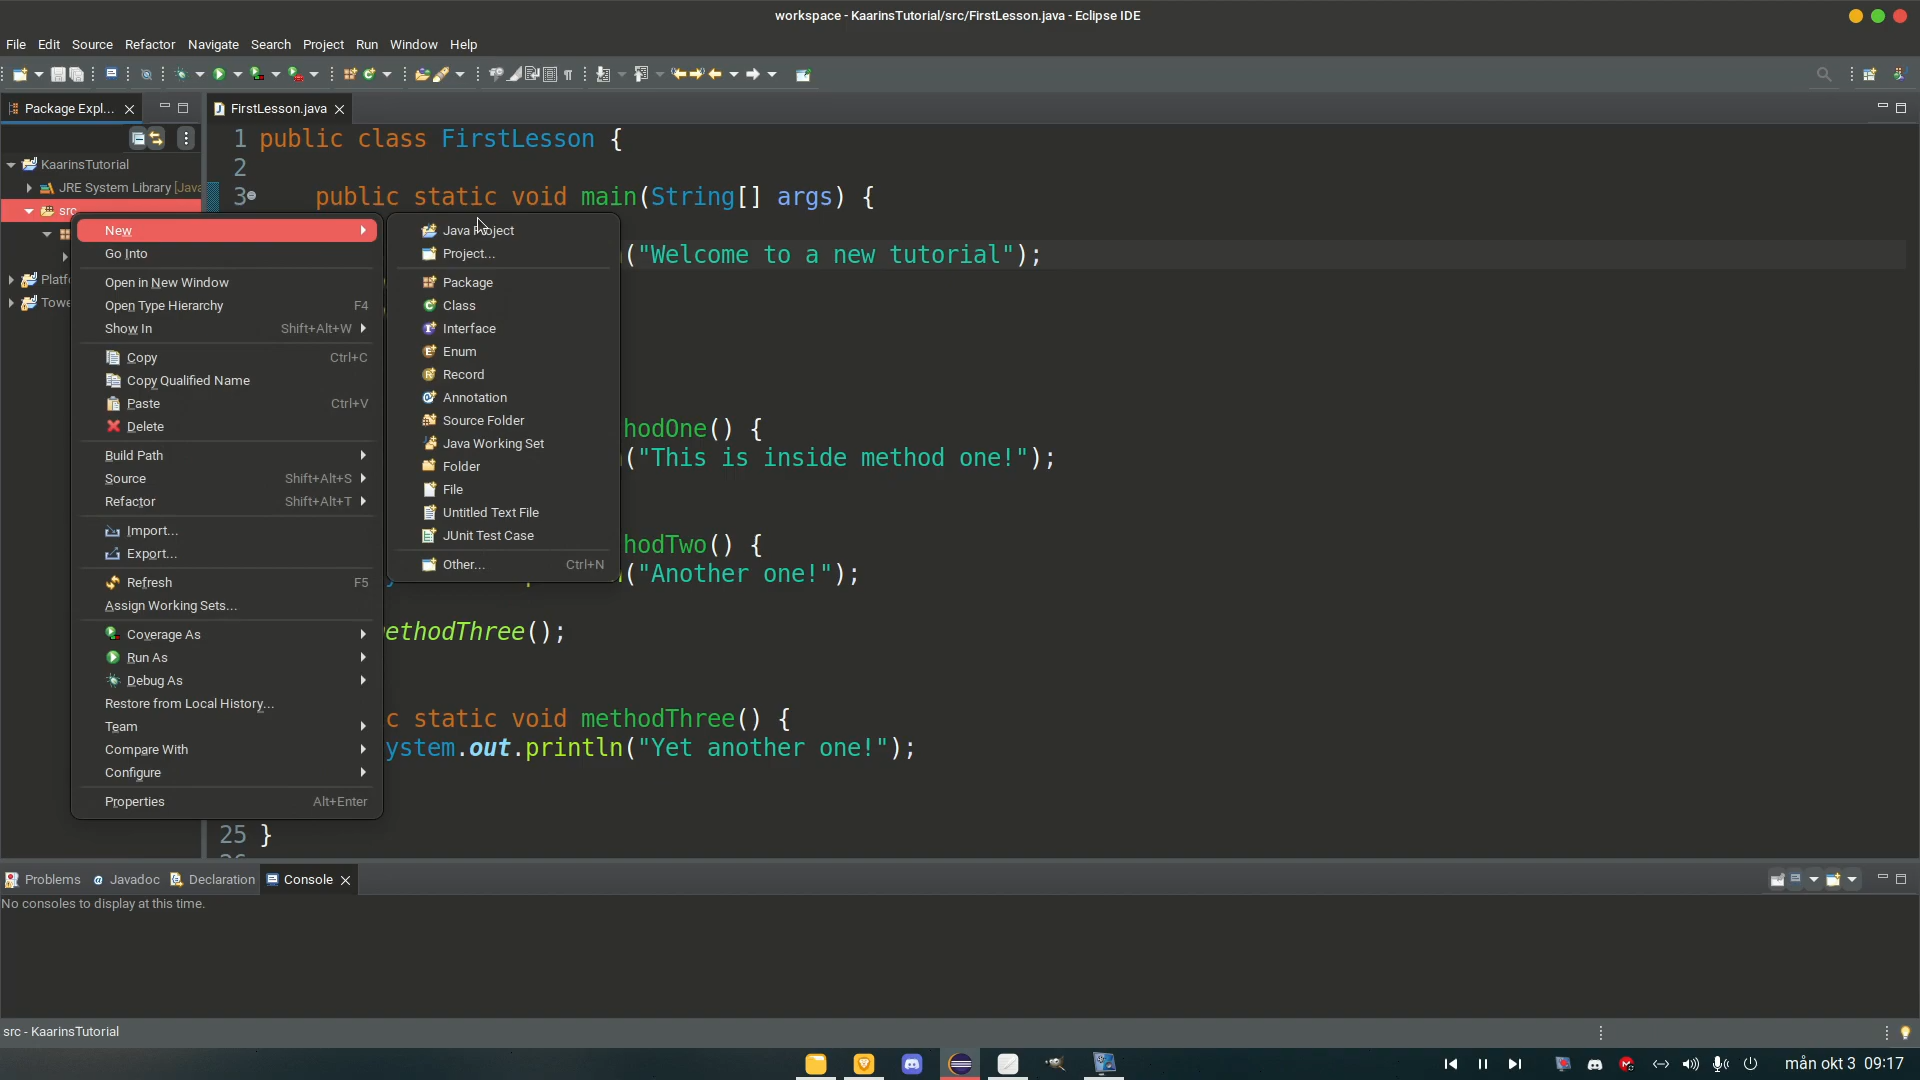 workspace - KaarinsTutorial/src/FirstLesson.java - Eclipse IDE
File Edit Source Refactor Navigate Search Project Run Window Help
Package Expl... FirstLesson.java
KaarinsTutorial
JRE System Library [Java
src
Platf
Towe
1 public class FirstLesson {
2
3 public static void main(String[] args) {
("Welcome to a new tutorial");
hodOne() {
("This is inside method one!");
hodTwo() {
("Another one!");
ethodThree();
c static void methodThree() {
ystem.out.println("Yet another one!");
25 }
New
Go Into
Open in New Window
Open Type Hierarchy F4
Show In Shift+Alt+W
Copy Ctrl+C
Copy Qualified Name
Paste Ctrl+V
Delete
Build Path
Source Shift+Alt+S
Refactor Shift+Alt+T
Import...
Export...
Refresh F5
Assign Working Sets...
Coverage As
Run As
Debug As
Restore from Local History...
Team
Compare With
Configure
Properties Alt+Enter
Java Project
Project...
Package
Class
Interface
Enum
Record
Annotation
Source Folder
Java Working Set
Folder
File
Untitled Text File
JUnit Test Case
Other... Ctrl+N
Problems Javadoc Declaration Console
No consoles to display at this time.
src - KaarinsTutorial
mån okt 3 09:17